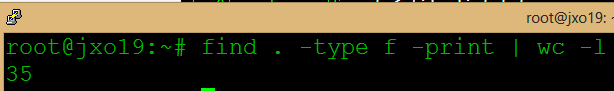 root@jxo19: ~
root@jxo19:~# find . -type f -print | wc -l
35